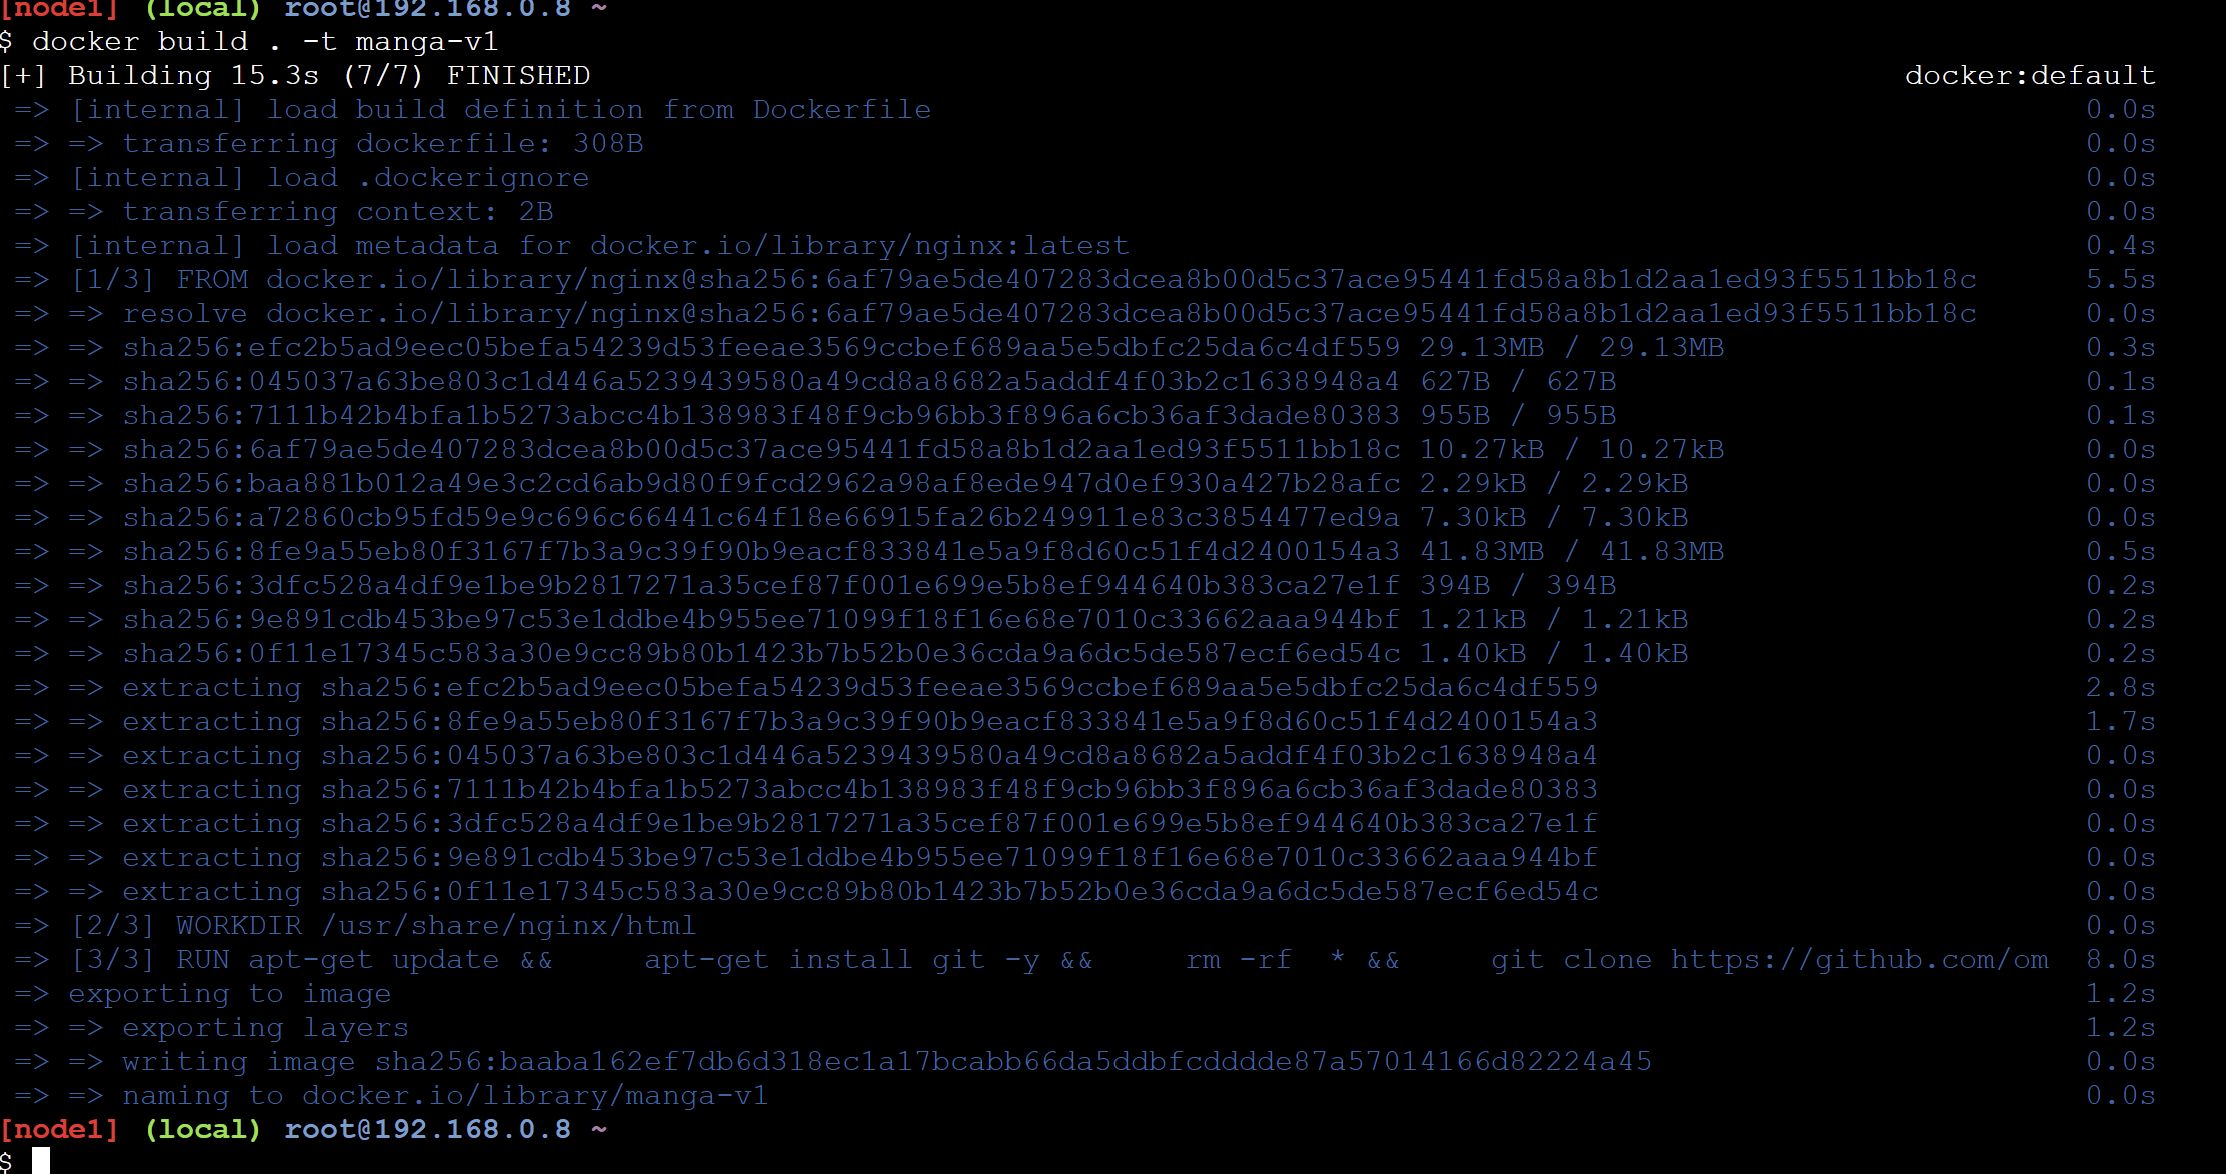 [node1] (local) root@192.168.0.8 ~
$ docker build . -t manga-v1
[+] Building 15.3s (7/7) FINISHED docker:default
=> [internal] load build definition from Dockerfile 0.0s
=> => transferring dockerfile: 308B 0.0s
=> [internal] load .dockerignore 0.0s
=> => transferring context: 2B 0.0s
=> [internal] load metadata for docker.io/library/nginx:latest 0.4s
=> [1/3] FROM docker.io/library/nginx@sha256:6af79ae5de407283dcea8b00d5c37ace95441fd58a8b1d2aa1ed93f5511bb18c 5.5s
=> => resolve docker.io/library/nginx@sha256:6af79ae5de407283dcea8b00d5c37ace95441fd58a8b1d2aa1ed93f5511bb18c 0.0s
=> => sha256:efc2b5ad9eec05befa54239d53feeae3569ccbef689aa5e5dbfc25da6c4df559 29.13MB / 29.13MB 0.3s
=> => sha256:045037a63be803c1d446a5239439580a49cd8a8682a5addf4f03b2c1638948a4 627B / 627B 0.1s
=> => sha256:7111b42b4bfa1b5273abcc4b138983f48f9cb96bb3f896a6cb36af3dade80383 955B / 955B 0.1s
=> => sha256:6af79ae5de407283dcea8b00d5c37ace95441fd58a8b1d2aa1ed93f5511bb18c 10.27kB / 10.27kB 0.0s
=> => sha256:baa881b012a49e3c2cd6ab9d80f9fcd2962a98af8ede947d0ef930a427b28afc 2.29kB / 2.29kB 0.0s
=> => sha256:a72860cb95fd59e9c696c66441c64f18e66915fa26b249911e83c3854477ed9a 7.30kB / 7.30kB 0.0s
=> => sha256:8fe9a55eb80f3167f7b3a9c39f90b9eacf833841e5a9f8d60c51f4d2400154a3 41.83MB / 41.83MB 0.5s
=> => sha256:3dfc528a4df9e1be9b2817271a35cef87f001e699e5b8ef944640b383ca27e1f 394B / 394B 0.2s
=> => sha256:9e891cdb453be97c53e1ddbe4b955ee71099f18f16e68e7010c33662aaa944bf 1.21kB / 1.21kB 0.2s
=> => sha256:0f11e17345c583a30e9cc89b80b1423b7b52b0e36cda9a6dc5de587ecf6ed54c 1.40kB / 1.40kB 0.2s
=> => extracting sha256:efc2b5ad9eec05befa54239d53feeae3569ccbef689aa5e5dbfc25da6c4df559 2.8s
=> => extracting sha256:8fe9a55eb80f3167f7b3a9c39f90b9eacf833841e5a9f8d60c51f4d2400154a3 1.7s
=> => extracting sha256:045037a63be803c1d446a5239439580a49cd8a8682a5addf4f03b2c1638948a4 0.0s
=> => extracting sha256:7111b42b4bfa1b5273abcc4b138983f48f9cb96bb3f896a6cb36af3dade80383 0.0s
=> => extracting sha256:3dfc528a4df9e1be9b2817271a35cef87f001e699e5b8ef944640b383ca27e1f 0.0s
=> => extracting sha256:9e891cdb453be97c53e1ddbe4b955ee71099f18f16e68e7010c33662aaa944bf 0.0s
=> => extracting sha256:0f11e17345c583a30e9cc89b80b1423b7b52b0e36cda9a6dc5de587ecf6ed54c 0.0s
=> [2/3] WORKDIR /usr/share/nginx/html 0.0s
=> [3/3] RUN apt-get update &&     apt-get install git -y &&     rm -rf  * &&     git clone https://github.com/om 8.0s
=> exporting to image 1.2s
=> => exporting layers 1.2s
=> => writing image sha256:baaba162ef7db6d318ec1a17bcabb66da5ddbfcdddde87a57014166d82224a45 0.0s
=> => naming to docker.io/library/manga-v1 0.0s
[node1] (local) root@192.168.0.8 ~
$